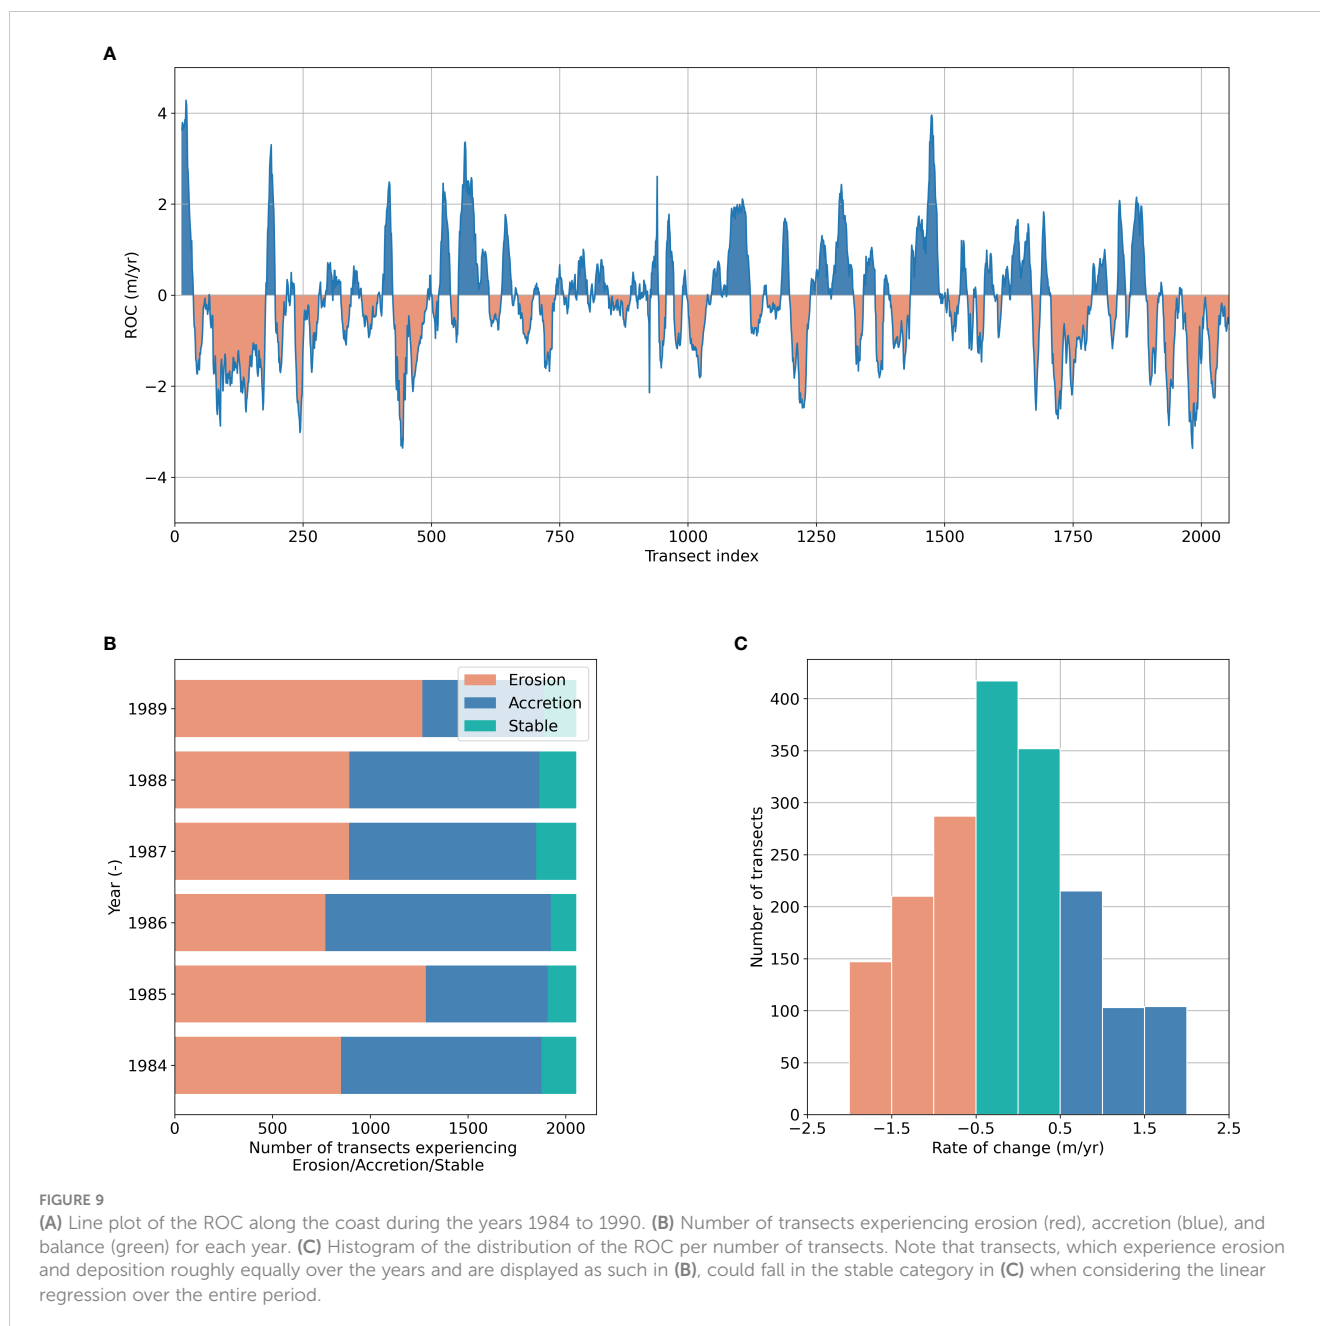 A
ROC (m/yr)
4
2
0
−2
−4
0 250 500 750 1000 1250 1500 1750 2000
Transect index
B
Erosion
Accretion
Stable
Year (-)
1989
1988
1987
1986
1985
1984
0 500 1000 1500 2000
Number of transects experiencing
Erosion/Accretion/Stable
C
Number of transects
400
350
300
250
200
150
100
50
0
−2.5 −1.5 −0.5 0.5 1.5 2.5
Rate of change (m/yr)
FIGURE 9
(A) Line plot of the ROC along the coast during the years 1984 to 1990. (B) Number of transects experiencing erosion (red), accretion (blue), and
balance (green) for each year. (C) Histogram of the distribution of the ROC per number of transects. Note that transects, which experience erosion
and deposition roughly equally over the years and are displayed as such in (B), could fall in the stable category in (C) when considering the linear
regression over the entire period.